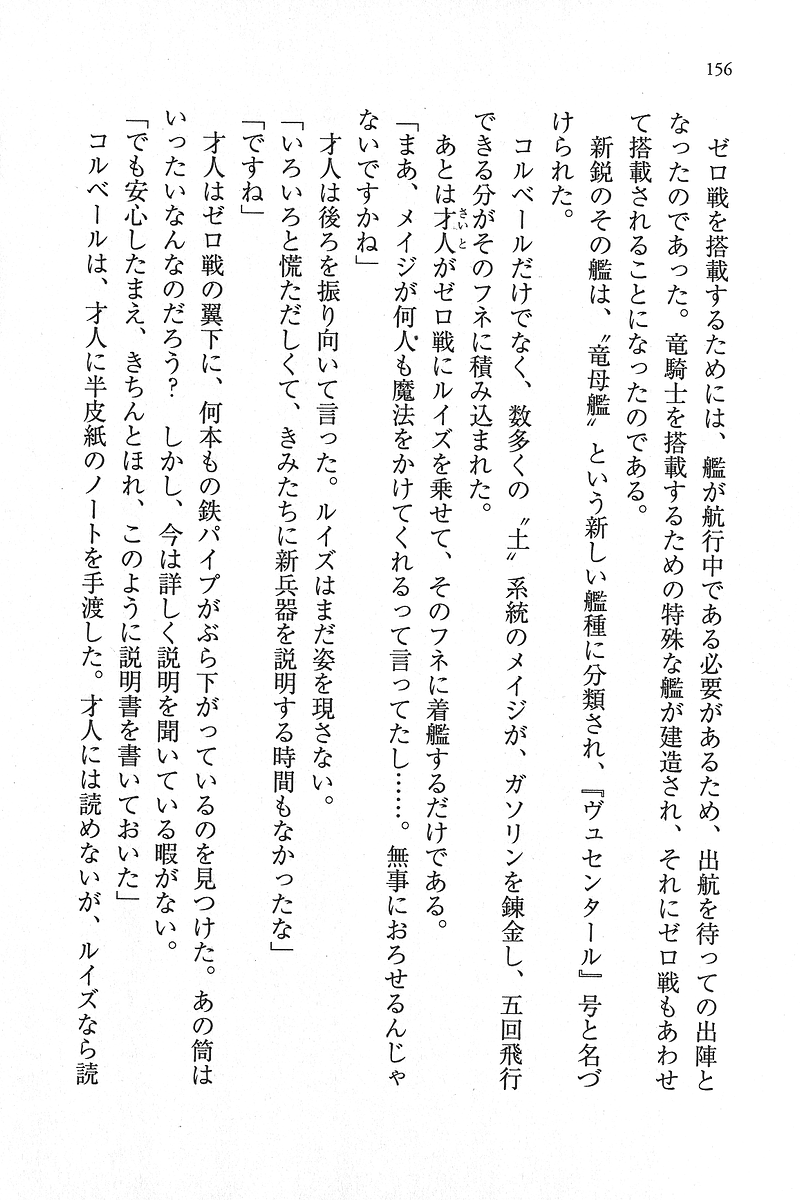 156
ゼロ戦を搭載するためには、艦が航行中である必要があるため、出航を待っての出陣と
なったのであった。竜騎士を搭載するための特殊な艦が建造され、それにゼロ戦もあわせ
て搭載されることになったのである。
新鋭のその艦は、〝竜母艦〟という新しい艦種に分類され、『ヴュセンタール』号と名づ
けられた。
コルベールだけでなく、数多くの〝土〟系統のメイジが、ガソリンを錬金し、五回飛行
できる分がそのフネに積み込まれた。
あとは才人がゼロ戦にルイズを乗せて、そのフネに着艦するだけである。
さいと
「まあ、メイジが何人も魔法をかけてくれるって言ってたし……。無事におろせるんじゃ
ないですかね」
才人は後ろを振り向いて言った。ルイズはまだ姿を現さない。
「いろいろと慌ただしくて、きみたちに新兵器を説明する時間もなかったな」
「ですね」
才人はゼロ戦の翼下に、何本もの鉄パイプがぶら下がっているのを見つけた。あの筒は
いったいなんなのだろう？　しかし、今は詳しく説明を聞いている暇がない。
「でも安心したまえ、きちんとほれ、このように説明書を書いておいた」
コルベールは、才人に半皮紙のノートを手渡した。才人には読めないが、ルイズなら読